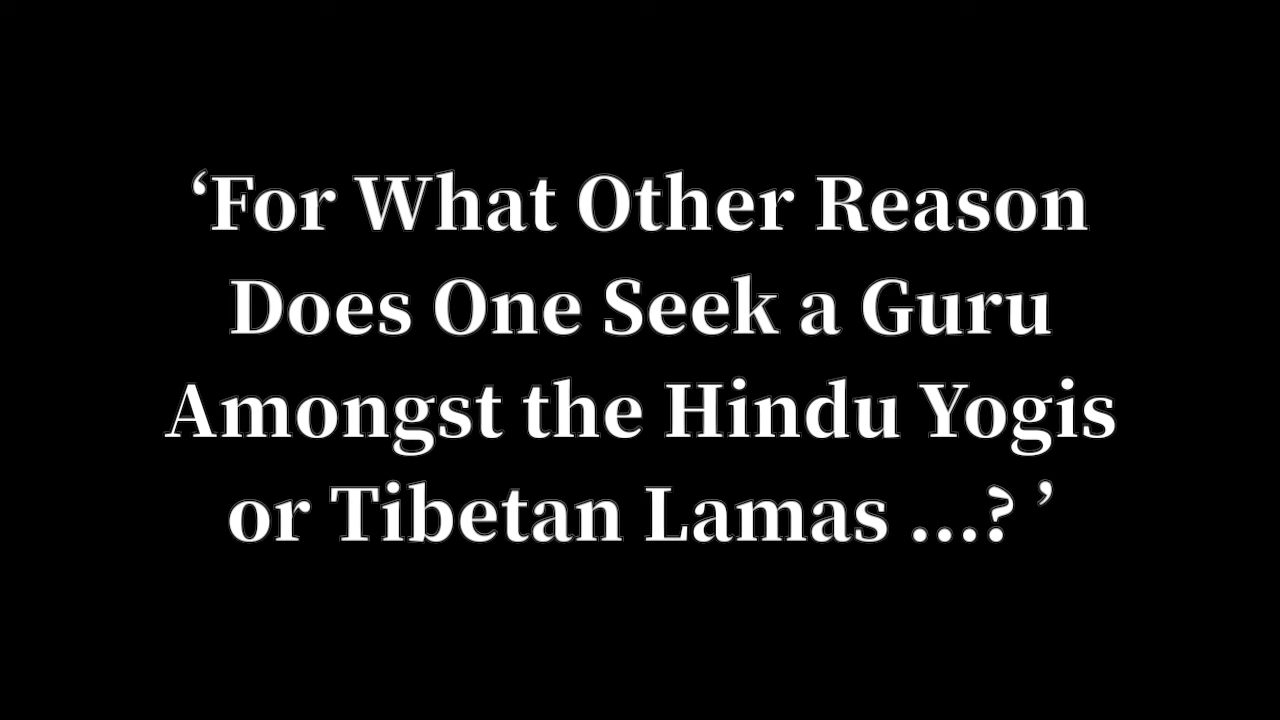 ‘For What Other Reason
Does One Seek a Guru
Amongst the Hindu Yogis
or Tibetan Lamas ...? ’